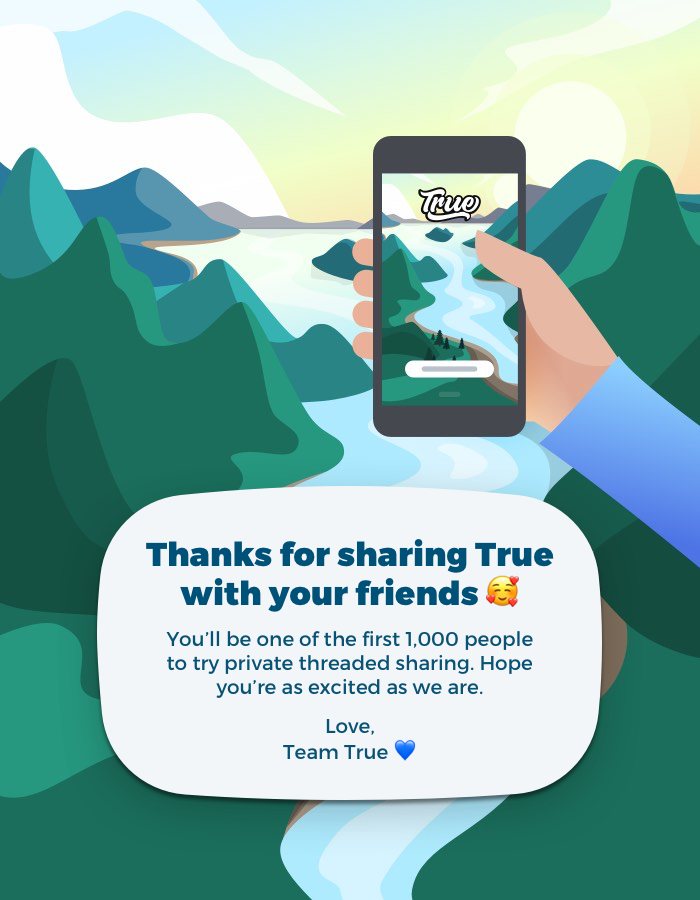 True
Thanks for sharing True
with your friends 🥰
You’ll be one of the first 1,000 people
to try private threaded sharing. Hope
you’re as excited as we are.
Love,
Team True 💙